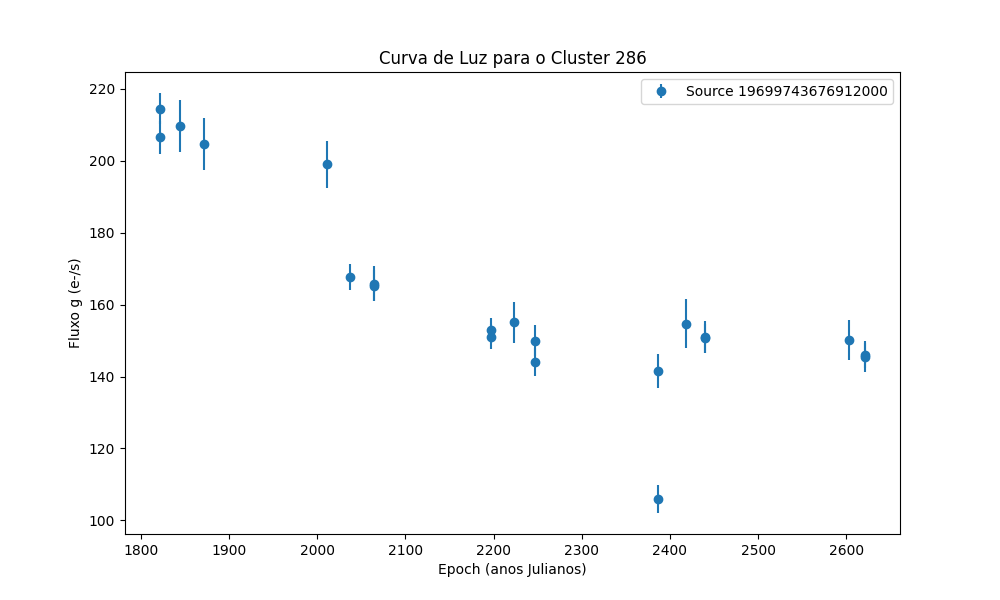 Curva de Luz para o Cluster 286
Source 19699743676912000
Fluxo g (e-/s)
220
200
180
160
140
120
100
1800 1900 2000 2100 2200 2300 2400 2500 2600
Epoch (anos Julianos)